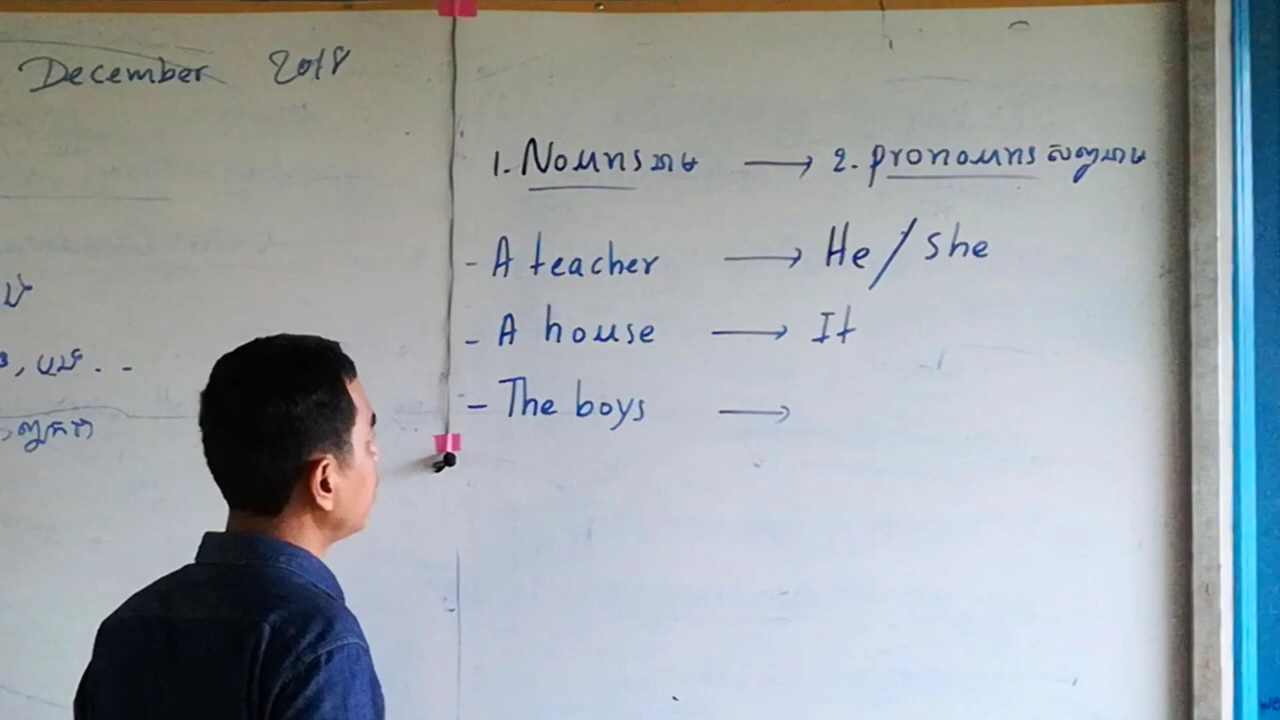 December 2018
1. Nouns នាម → 2. pronouns សព្វនាម
- A teacher → He / She
- A house → It
- The boys →